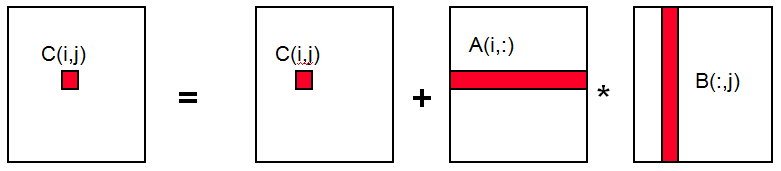 C(i,j) = C(i,j) + A(i,:) * B(:,j)